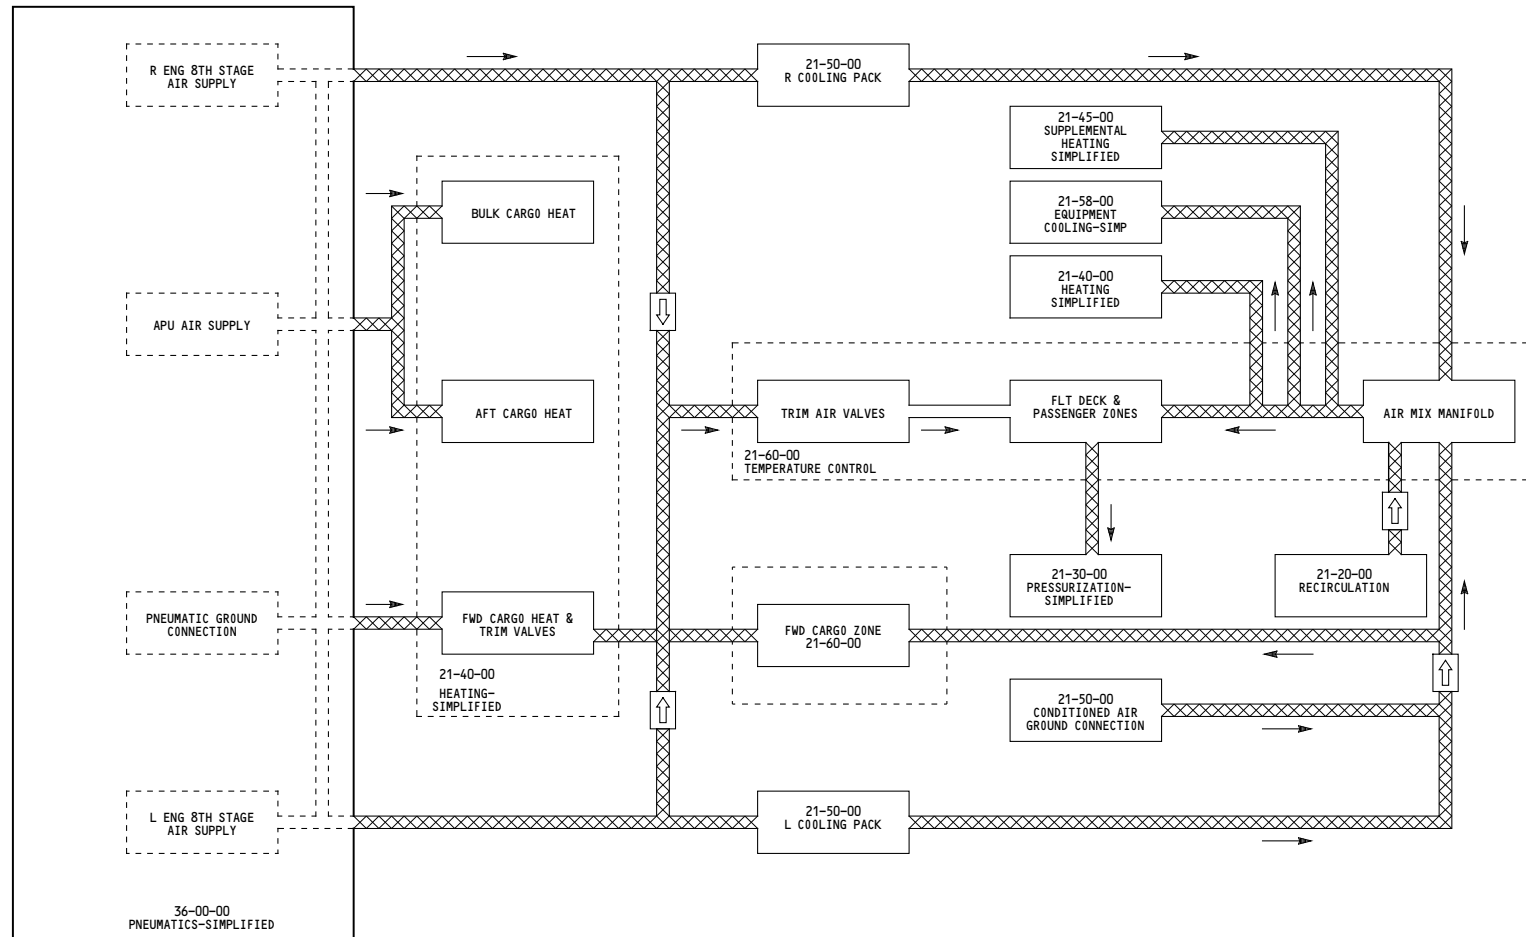 R ENG 8TH STAGE
AIR SUPPLY
21-50-00
R COOLING PACK
21-45-00
SUPPLEMENTAL
HEATING
SIMPLIFIED
BULK CARGO HEAT
21-58-00
EQUIPMENT
COOLING-SIMP
21-40-00
HEATING
SIMPLIFIED
APU AIR SUPPLY
AFT CARGO HEAT
TRIM AIR VALVES
FLT DECK &
PASSENGER ZONES
AIR MIX MANIFOLD
21-60-00
TEMPERATURE CONTROL
21-30-00
PRESSURIZATION-
SIMPLIFIED
21-20-00
RECIRCULATION
PNEUMATIC GROUND
CONNECTION
FWD CARGO HEAT &
TRIM VALVES
FWD CARGO ZONE
21-60-00
21-40-00
HEATING-
SIMPLIFIED
21-50-00
CONDITIONED AIR
GROUND CONNECTION
L ENG 8TH STAGE
AIR SUPPLY
21-50-00
L COOLING PACK
36-00-00
PNEUMATICS-SIMPLIFIED